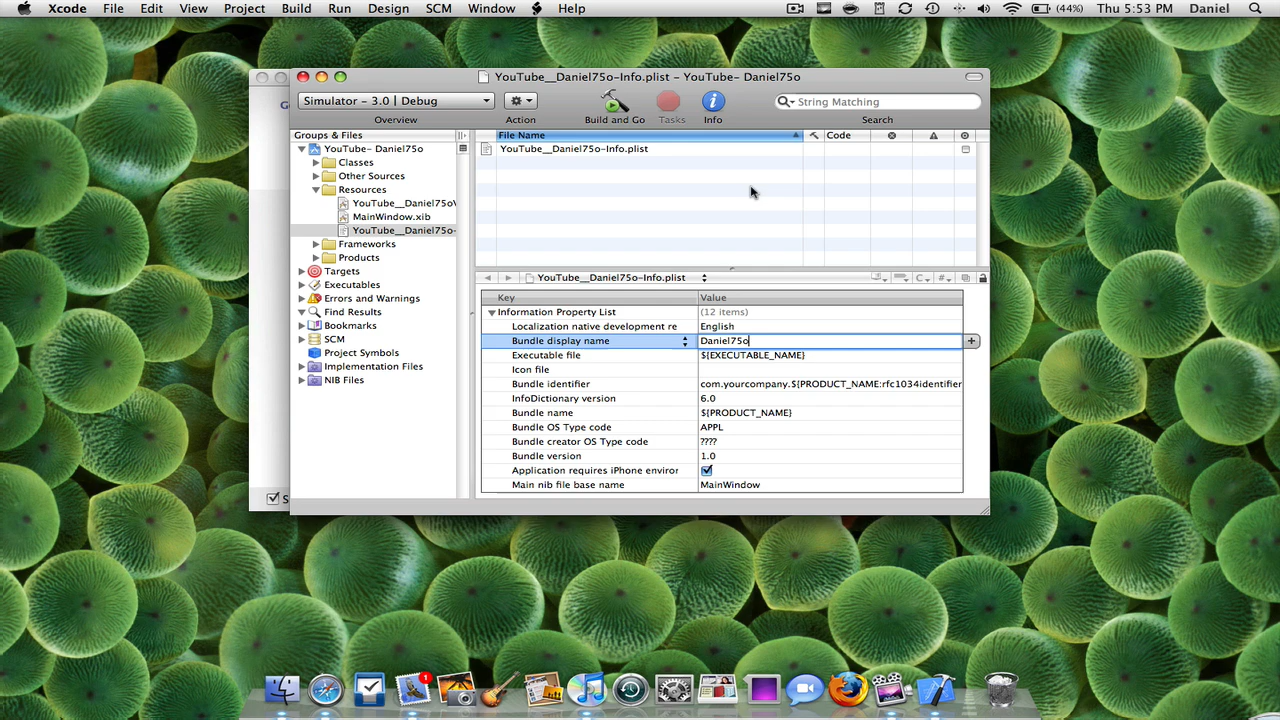 Xcode File Edit View Project Build Run Design SCM Window Help (44%) Thu 5:53 PM Daniel
YouTube__Daniel75o-Info.plist – YouTube- Daniel75o
Simulator - 3.0 | Debug
String Matching
Overview Action Build and Go Tasks Info Search
Groups & Files
File Name Code
YouTube- Daniel75o
YouTube__Daniel75o-Info.plist
Classes
Other Sources
Resources
YouTube__Daniel75o
MainWindow.xib
YouTube__Daniel75o-
Frameworks
Products
Targets
Executables
Errors and Warnings
Find Results
Bookmarks
SCM
Project Symbols
Implementation Files
NIB Files
YouTube__Daniel75o-Info.plist
C #
Key Value
Information Property List (12 items)
Localization native development re English
Bundle display name Daniel75o
Executable file ${EXECUTABLE_NAME}
Icon file
Bundle identifier com.yourcompany.${PRODUCT_NAME:rfc1034identifier
InfoDictionary version 6.0
Bundle name ${PRODUCT_NAME}
Bundle OS Type code APPL
Bundle creator OS Type code ????
Bundle version 1.0
Application requires iPhone enviror
Main nib file base name MainWindow
S
1